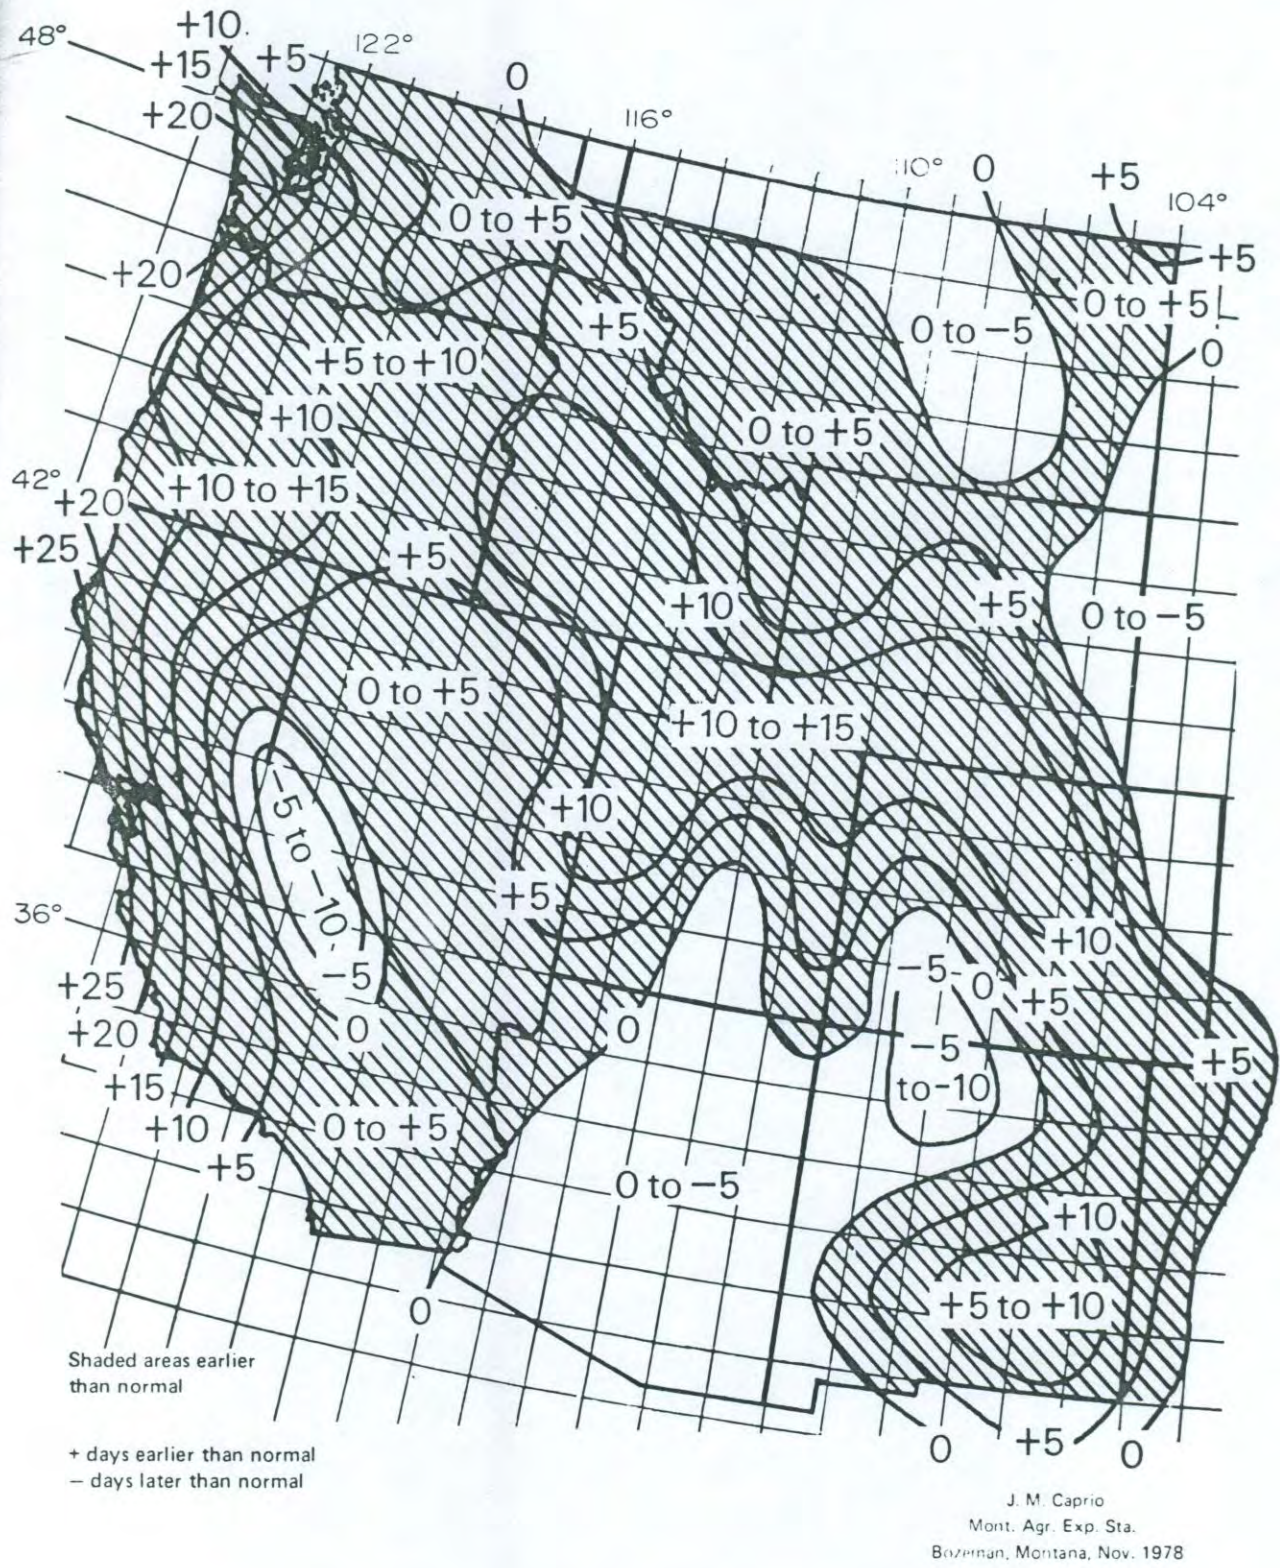 +10.
48°
+15
+5
122°
0
+20
116°
110°
0
+5
104°
0 to +5
+5
+20
0 to +5
+5
0 to −5
0
+5 to +10
+10
0 to +5
42°
+20
+10 to +15
+25
+5
+10
+5
0 to −5
0 to +5
+10 to +15
−5 to −10
+10
+5
36°
+10
−5
−5
0
+5
+25
+20
0
0
−5
to-10
+5
+15
+10
0 to +5
+5
0 to −5
+10
+5 to +10
0
Shaded areas earlier
than normal
0
+5
0
+ days earlier than normal
− days later than normal
J. M. Caprio
Mont. Agr. Exp. Sta.
Bozeman, Montana, Nov. 1978